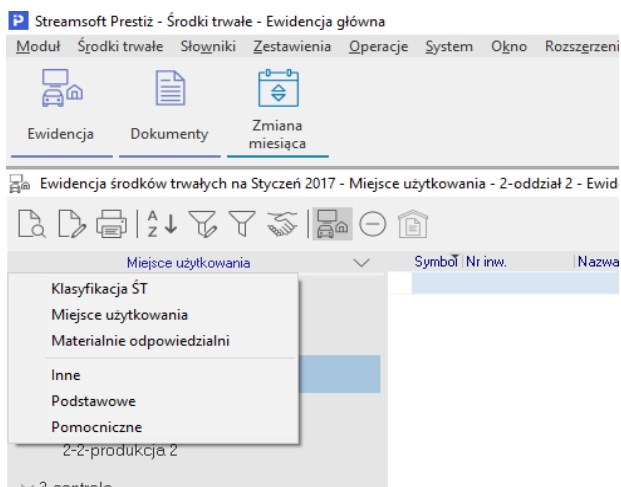 Streamsoft Prestiż - Środki trwałe - Ewidencja główna
Moduł Środki trwałe Słowniki Zestawienia Operacje System Okno Rozszerzeni
Ewidencja Dokumenty Zmiana miesiąca
Ewidencja środków trwałych na Styczeń 2017 - Miejsce użytkowania - 2-oddział 2 - Ewid
Miejsce użytkowania Symbol Nr inw. Nazwa
Klasyfikacja ŚT
Miejsce użytkowania
Materialnie odpowiedzialni
Inne
Podstawowe
Pomocniczne
2-2-produkcja 2